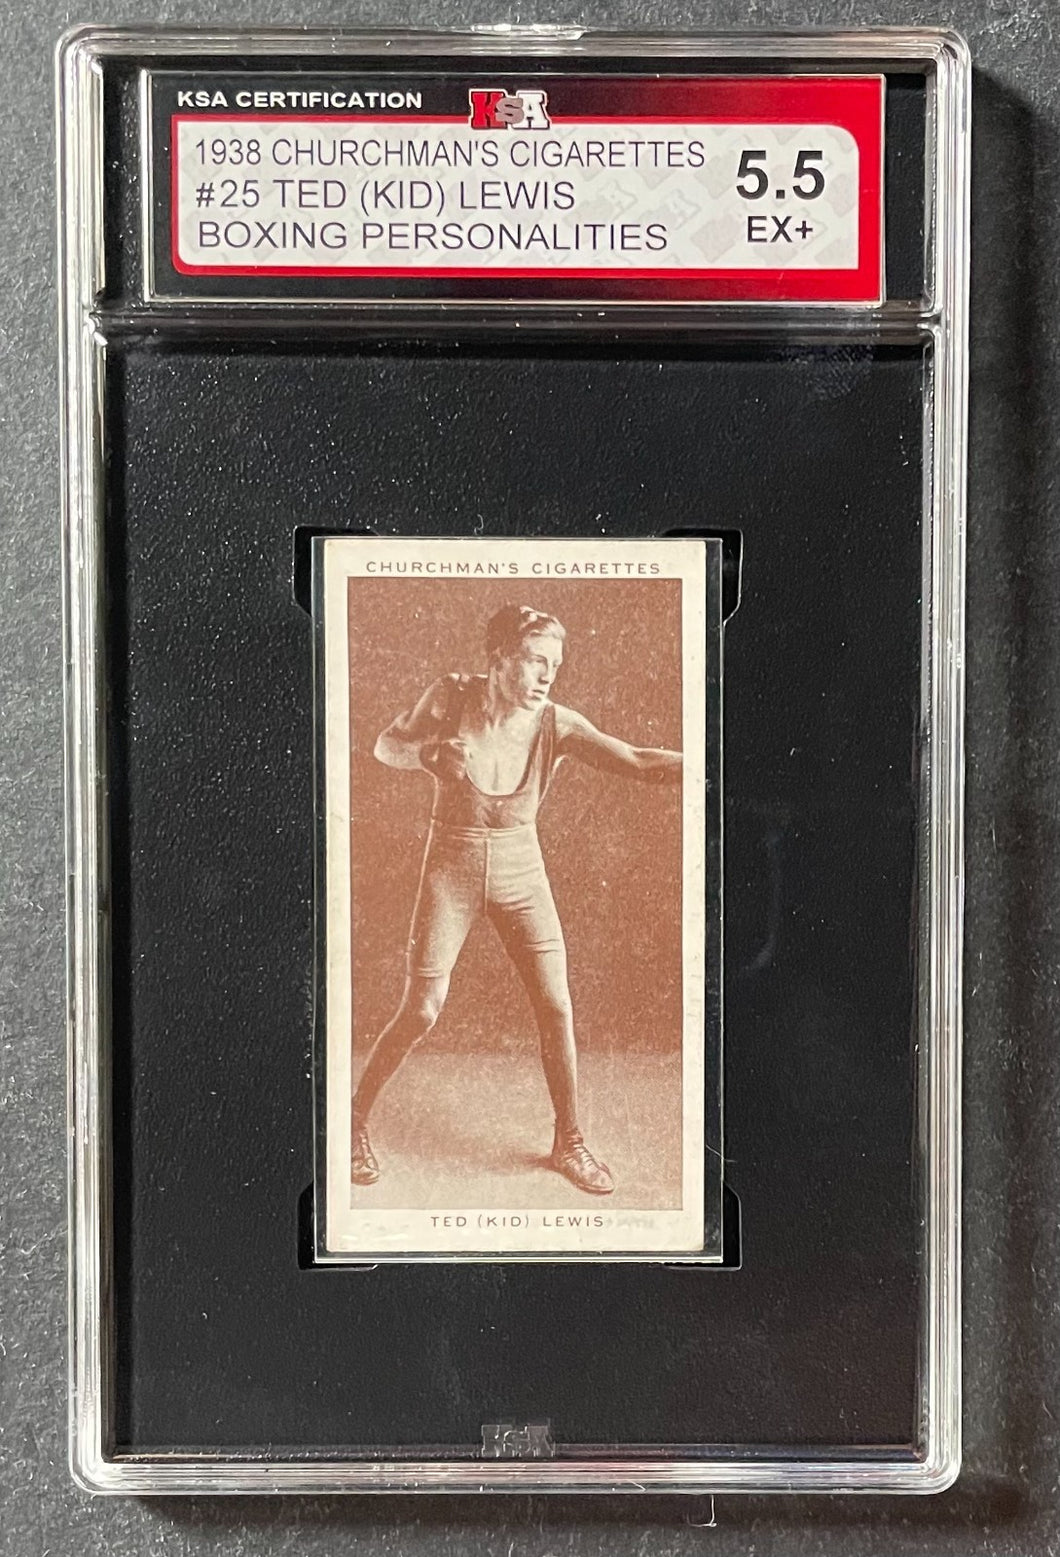 KSA CERTIFICATION
KSA
1938 CHURCHMAN'S CIGARETTES
#25 TED (KID) LEWIS
BOXING PERSONALITIES
5.5
EX+
CHURCHMAN'S CIGARETTES
TED (KID) LEWIS
KSA